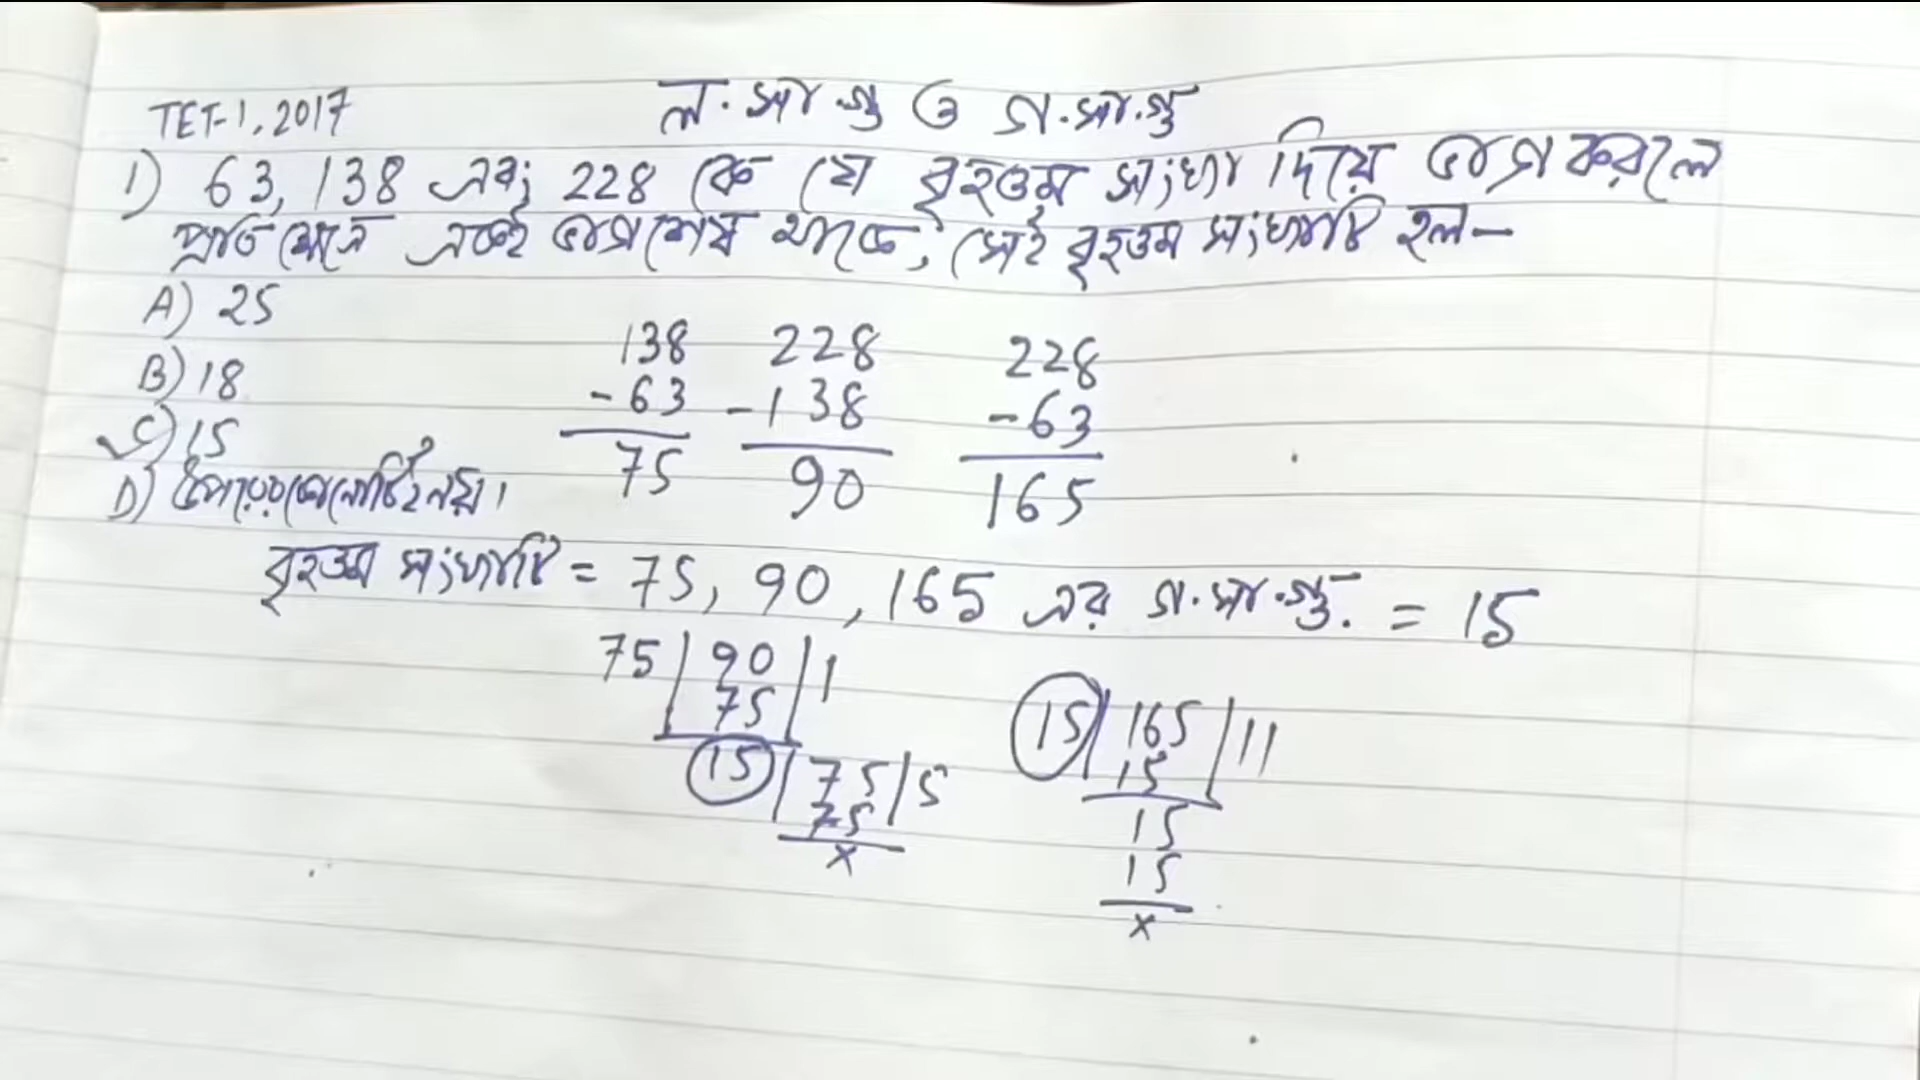 TET-1, 2017
ল.সা.গু ও গ.সা.গু
1) 63, 138 এবং 228 কে যে বৃহত্তম সংখ্যা দিয়ে ভাগ করলে
প্রতি ক্ষেত্রে একই ভাগশেষ থাকে, সেই বৃহত্তম সংখ্যাটি হল-
A) 25
B) 18
C) 15
D) উপরের কোনোটিই নয়।
138 228 228
-63 -138 -63
75 90 165
বৃহত্তম সংখ্যাটি = 75, 90, 165 এর গ.সা.গু. = 15
75 | 90 | 1
75
15 | 75 | 5
75
x
15 | 165 | 11
15
15
15
x